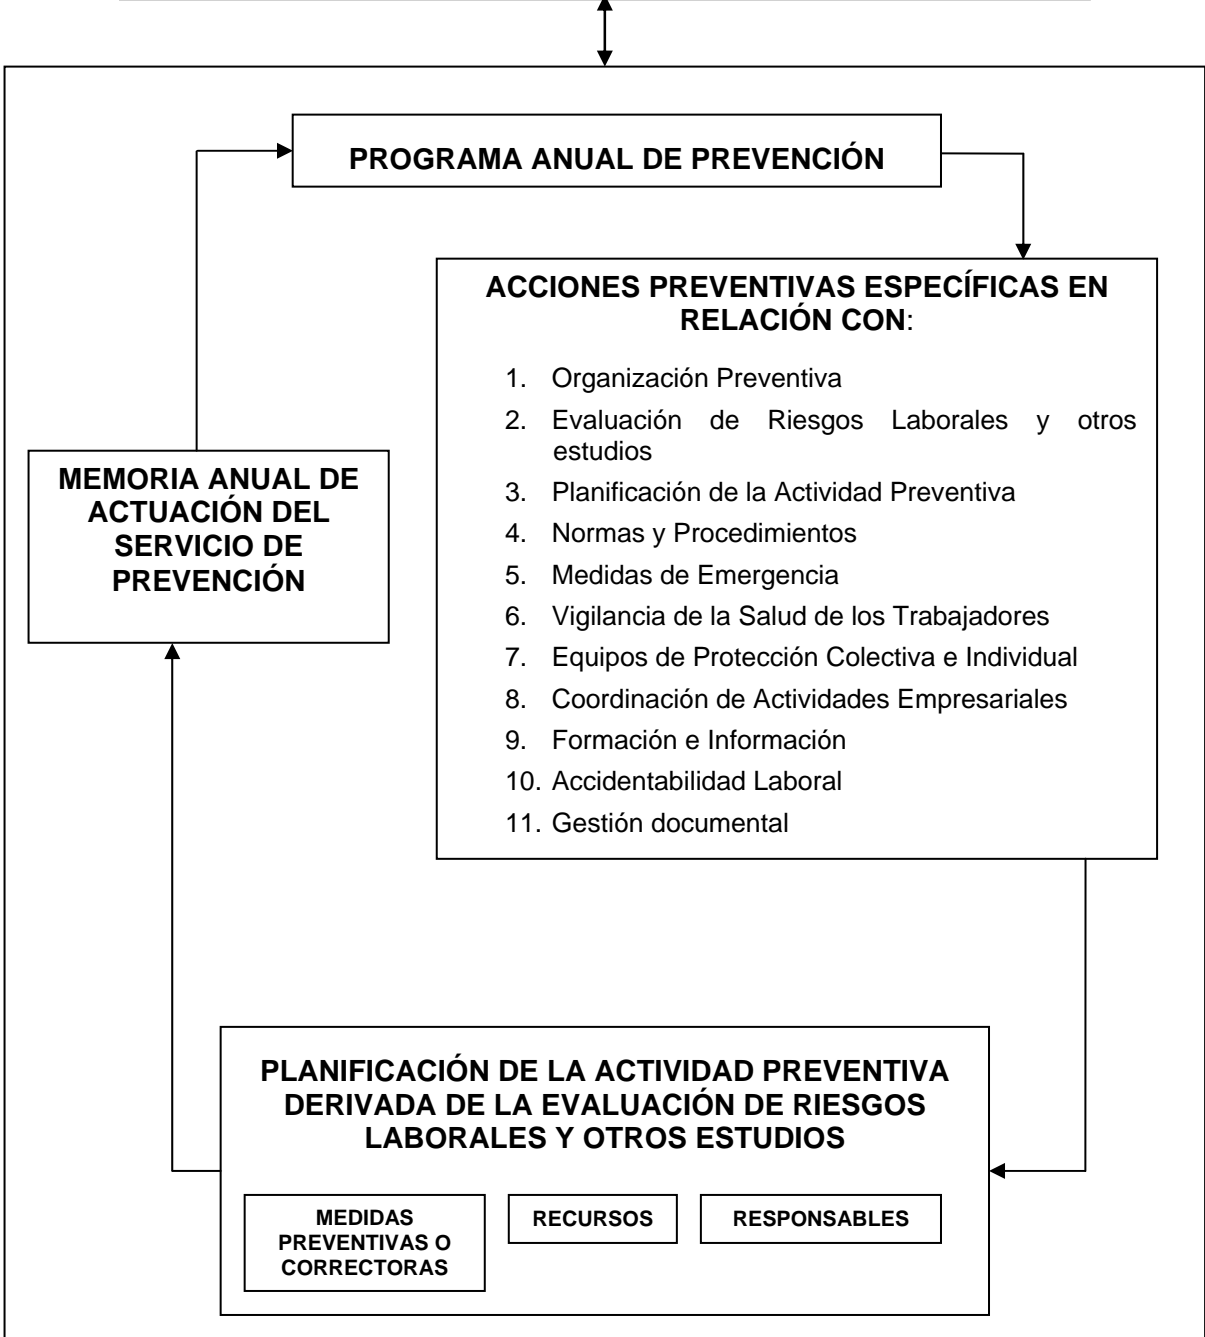 PROGRAMA ANUAL DE PREVENCIÓN
ACCIONES PREVENTIVAS ESPECÍFICAS EN
RELACIÓN CON:
1. Organización Preventiva
2. Evaluación de Riesgos Laborales y otros
estudios
3. Planificación de la Actividad Preventiva
4. Normas y Procedimientos
5. Medidas de Emergencia
6. Vigilancia de la Salud de los Trabajadores
7. Equipos de Protección Colectiva e Individual
8. Coordinación de Actividades Empresariales
9. Formación e Información
10. Accidentabilidad Laboral
11. Gestión documental
MEMORIA ANUAL DE
ACTUACIÓN DEL
SERVICIO DE
PREVENCIÓN
PLANIFICACIÓN DE LA ACTIVIDAD PREVENTIVA
DERIVADA DE LA EVALUACIÓN DE RIESGOS
LABORALES Y OTROS ESTUDIOS
MEDIDAS
PREVENTIVAS O
CORRECTORAS
RECURSOS
RESPONSABLES